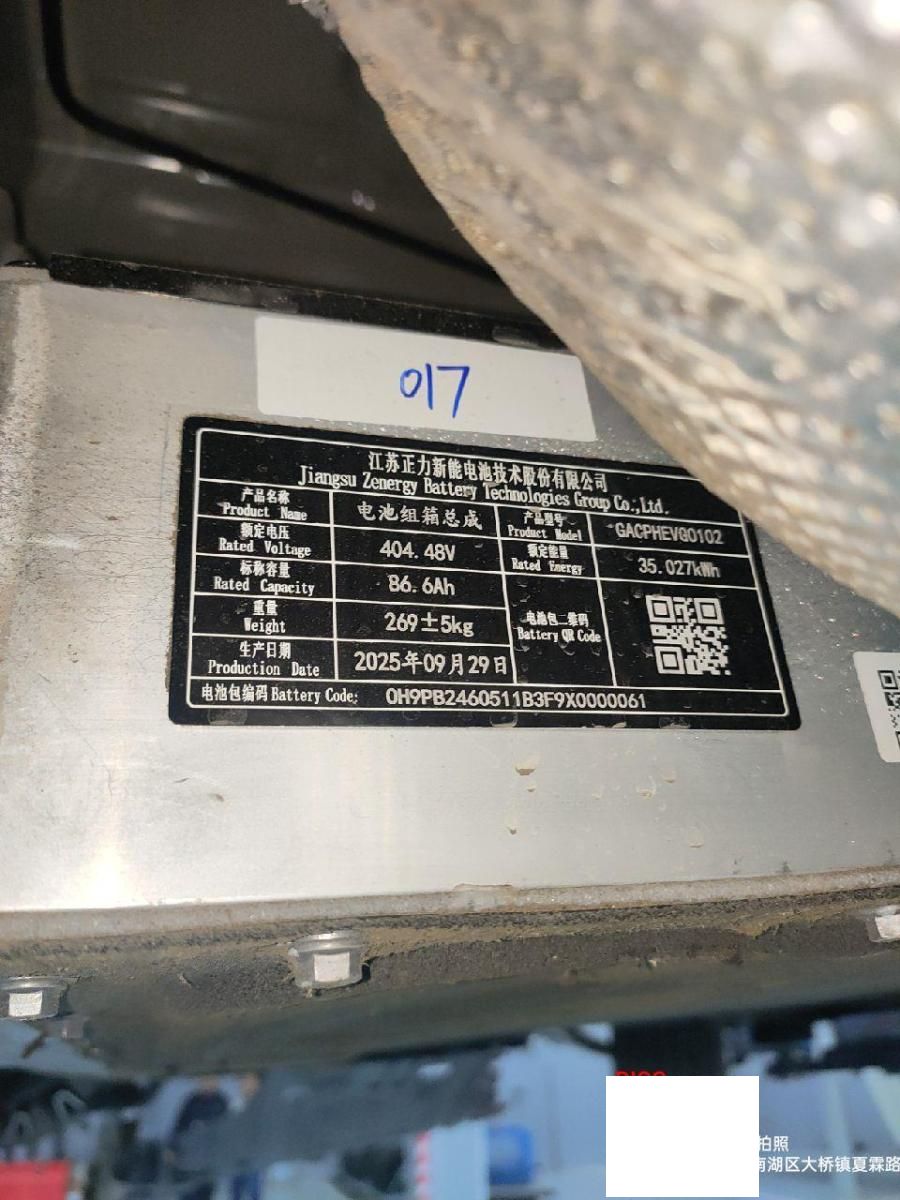 017
江苏正力新能电池技术股份有限公司
Jiangsu Zenergy Battery Technologies Group Co.,Ltd.
产品名称
Product Name
电池组箱总成
产品型号
Product Model
GACPHEVG0102
额定电压
Rated Voltage
404.48V
额定能量
Rated Energy
35.027kWh
标称容量
Rated Capacity
86.6Ah
重量
Weight
269±5kg
电池包二维码
Battery QR Code
生产日期
Production Date
2025年09月29日
电池包编码 Battery Code: 0H9PB2460511B3F9X0000061
拍照
南湖区大桥镇夏霖路